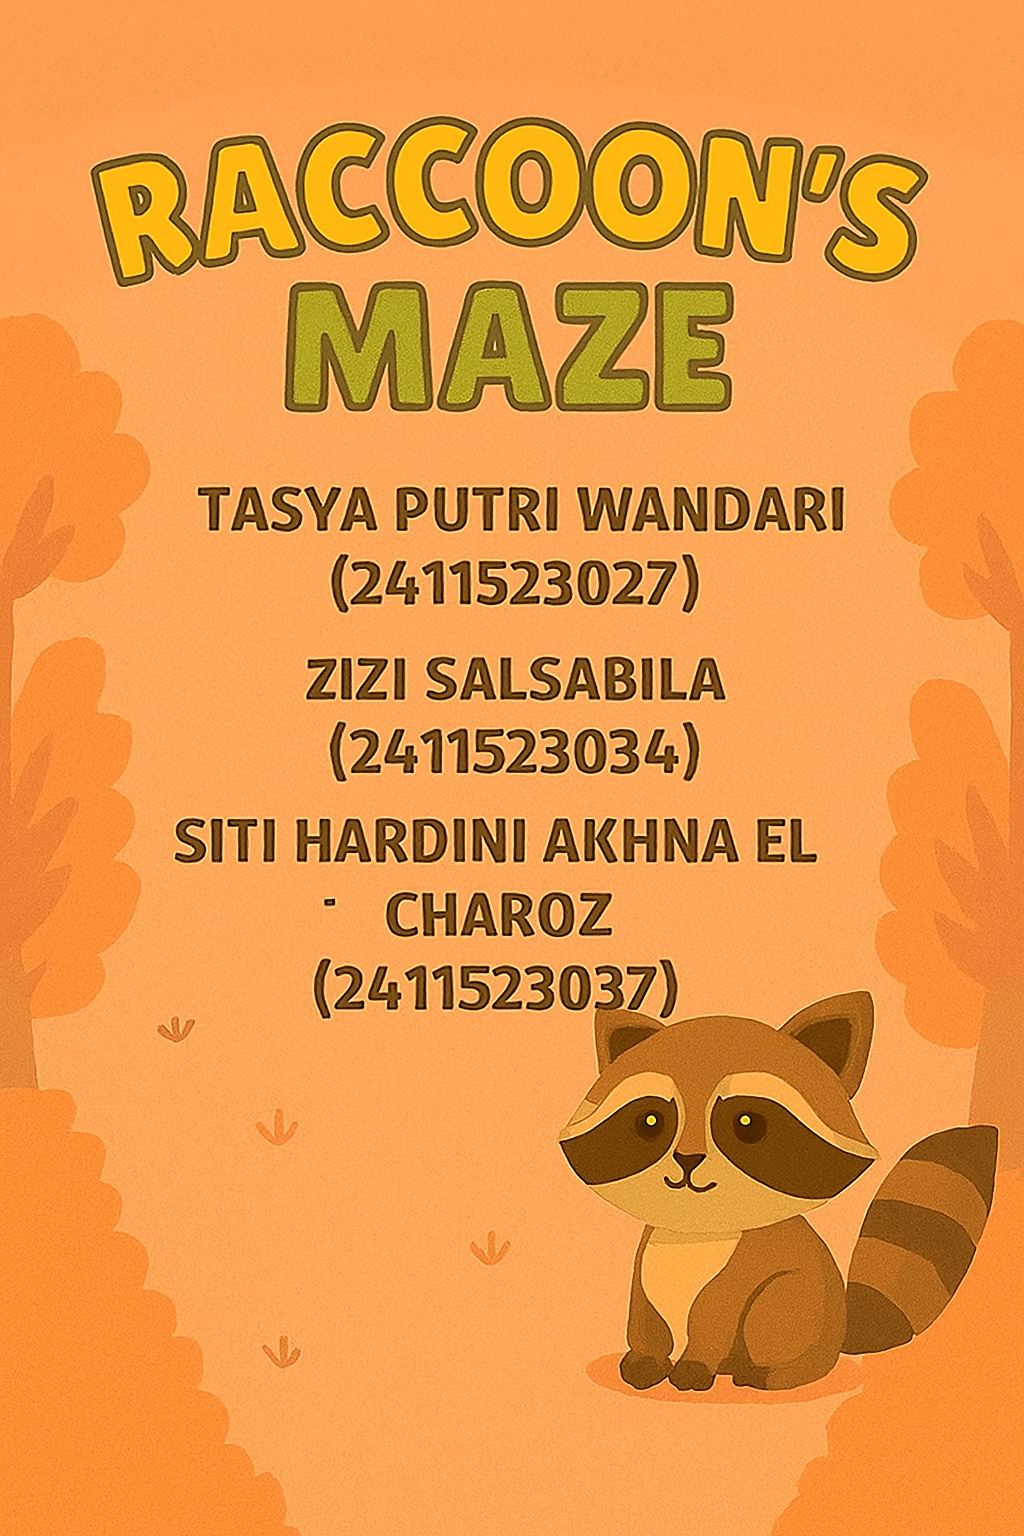 RACCOON'S
MAZE
TASYA PUTRI WANDARI
(2411523027)
ZIZI SALSABILA
(2411523034)
SITI HARDINI AKHNA EL
- CHAROZ
(2411523037)